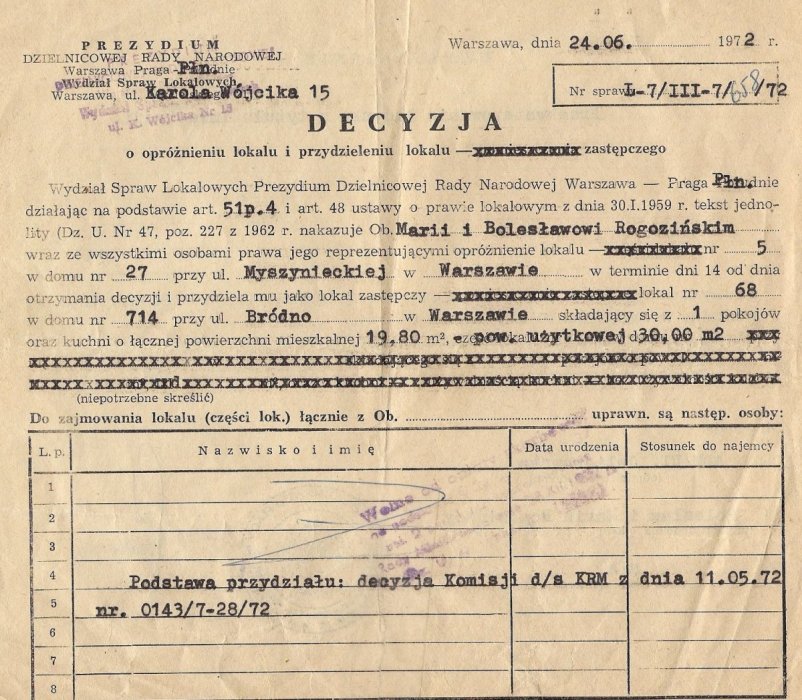 PREZYDIUM
DZIELNICOWEJ RADY NARODOWEJ
Warszawa Praga - Płn.
Wydział Spraw Lokalowych
Warszawa, ul. Karola Wójcika 15
ul. K. Wójcika Nr 15
Warszawa, dnia 24.06. 1972 r.
Nr sprawy L-7/III-7/658/72
DECYZJA
o opróżnieniu lokalu i przydzieleniu lokalu — zastępczego
Wydział Spraw Lokalowych Prezydium Dzielnicowej Rady Narodowej Warszawa — Praga Płn.
działając na podstawie art. 51p.4 i art. 48 ustawy o prawie lokalowym z dnia 30.I.1959 r. tekst jedno-
lity (Dz. U. Nr 47, poz. 227 z 1962 r. nakazuje Ob. Marii i Bolesławowi Rogozińskim
wraz ze wszystkimi osobami prawa jego reprezentującymi opróżnienie lokalu — nr 5
w domu nr 27 przy ul. Myszynieckiej w Warszawie w terminie dni 14 od dnia
otrzymania decyzji i przydziela mu jako lokal zastępczy — lokal nr 68
w domu nr 714 przy ul. Bródno w Warszawie składający się z 1 pokojów
oraz kuchni o łącznej powierzchni mieszkalnej 19,80 m², - pow. użytkowej 30,00 m2
(niepotrzebne skreślić)
Do zajmowania lokalu (części lok.) łącznie z Ob. uprawn. są następ. osoby:
L. p. Nazwisko i imię Data urodzenia Stosunek do najemcy
1
2
3
4 Podstawa przydziału: decyzja Komisji d/s KRM z dnia 11.05.72
5 nr. 0143/7-28/72
6
7
8